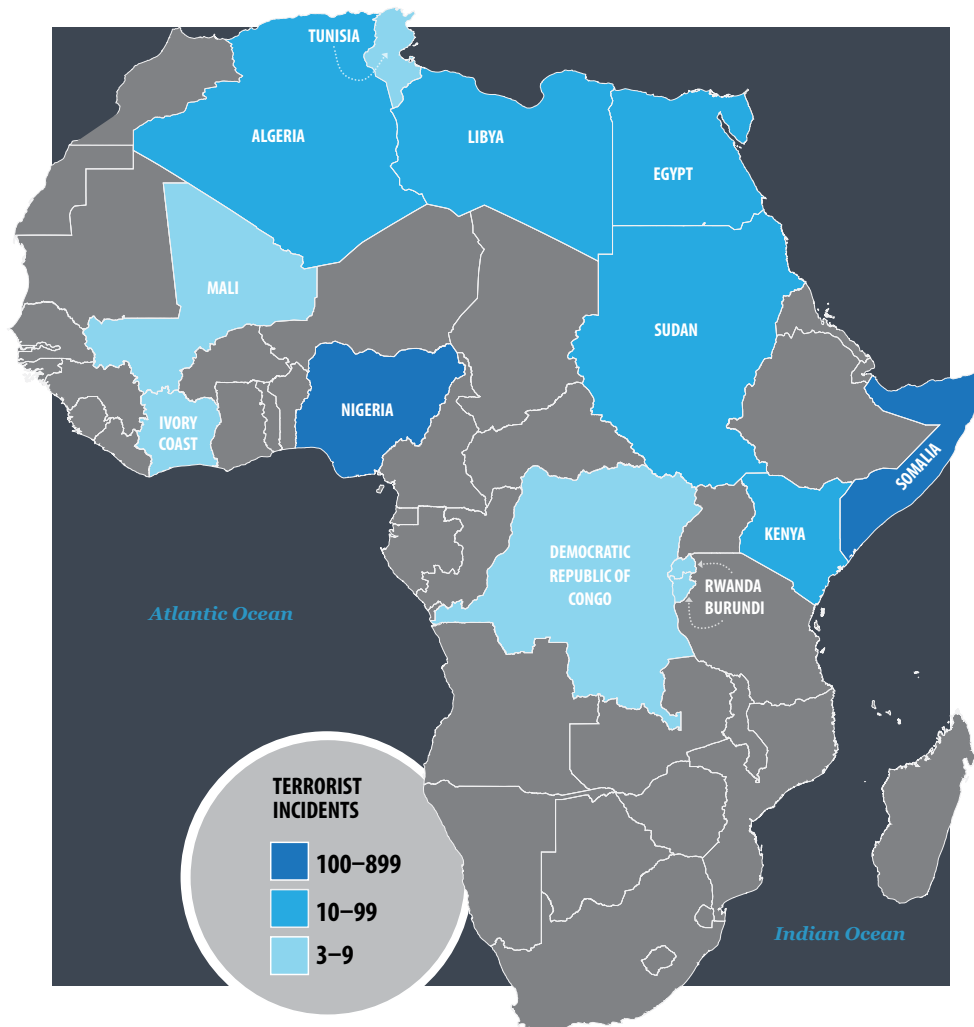 TUNISIA
ALGERIA
LIBYA
EGYPT
MALI
SUDAN
NIGERIA
IVORY
COAST
SOMALIA
KENYA
DEMOCRATIC
REPUBLIC OF
CONGO
RWANDA
BURUNDI
Atlantic Ocean
TERRORIST
INCIDENTS
100–899
10–99
3–9
Indian Ocean